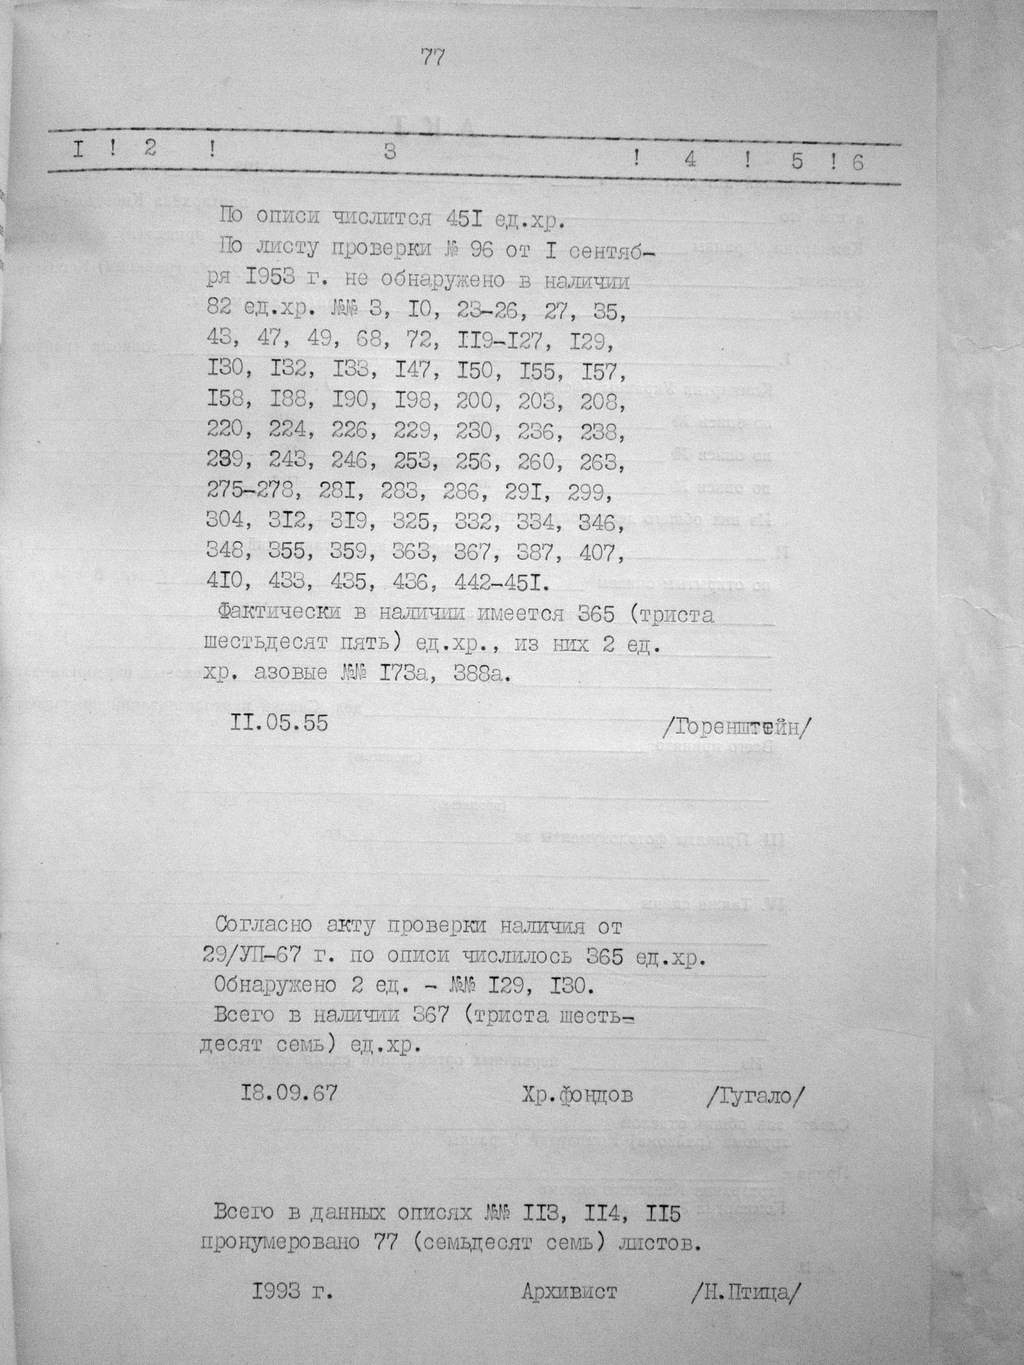 77
I ! 2 ! 3 ! 4 ! 5 ! 6
По описи числится 45I ед.хр.
По листу проверки № 96 от I сентяб-
ря I953 г. не обнаружено в наличии
82 ед.хр. №№ 3, I0, 23-26, 27, 35,
43, 47, 49, 68, 72, II9-I27, I29,
I30, I32, I33, I47, I50, I55, I57,
I58, I88, I90, I98, 200, 203, 208,
220, 224, 226, 229, 230, 236, 238,
239, 243, 246, 253, 256, 260, 263,
275-278, 28I, 283, 286, 29I, 299,
304, 3I2, 3I9, 325, 332, 334, 346,
348, 355, 359, 363, 367, 387, 407,
4I0, 433, 435, 436, 442-45I.
Фактически в наличии имеется 365 (триста
шестьдесят пять) ед.хр., из них 2 ед.
хр. азовые №№ I73а, 388а.
II.05.55 /Горенштейн/
Согласно акту проверки наличия от
29/УП-67 г. по описи числилось 365 ед.хр.
Обнаружено 2 ед. - №№ I29, I30.
Всего в наличии 367 (триста шесть-
десят семь) ед.хр.
I8.09.67 Хр.фондов /Гугало/
Всего в данных описях №№ II3, II4, II5
пронумеровано 77 (семьдесят семь) листов.
I993 г. Архивист /Н.Птица/